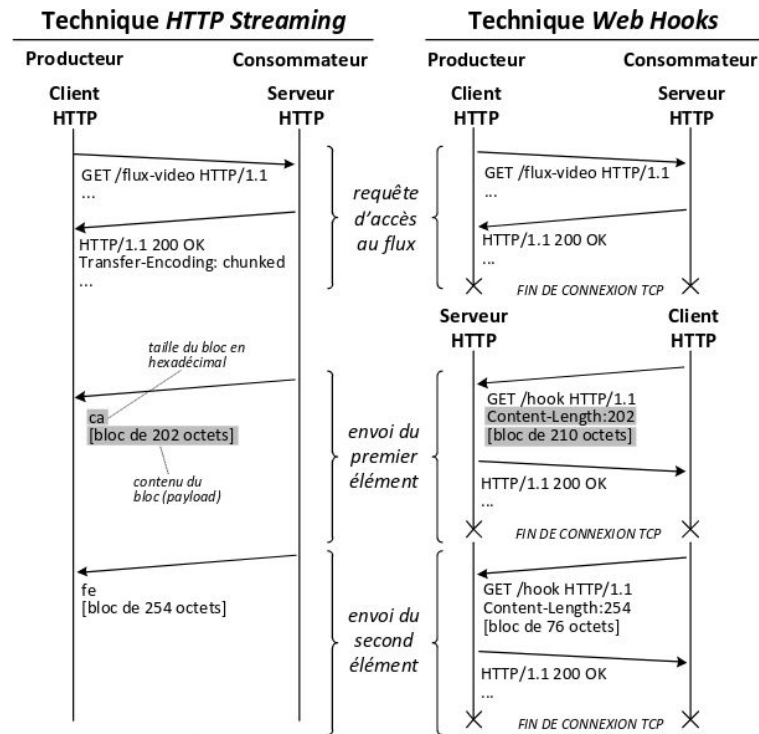 Technique HTTP Streaming
Producteur
Consommateur
Client
HTTP
Serveur
HTTP
GET /flux-video HTTP/1.1
...
HTTP/1.1 200 OK
Transfer-Encoding: chunked
...
taille du bloc en
hexadécimal
ca
[bloc de 202 octets]
contenu du
bloc (payload)
fe
[bloc de 254 octets]
requête
d'accès
au flux
envoi du
premier
élément
envoi du
second
élément
Technique Web Hooks
Producteur
Consommateur
Client
HTTP
Serveur
HTTP
GET /flux-video HTTP/1.1
...
HTTP/1.1 200 OK
...
FIN DE CONNEXION TCP
Serveur
HTTP
Client
HTTP
GET /hook HTTP/1.1
Content-Length:202
[bloc de 210 octets]
HTTP/1.1 200 OK
...
FIN DE CONNEXION TCP
GET /hook HTTP/1.1
Content-Length:254
[bloc de 76 octets]
HTTP/1.1 200 OK
...
FIN DE CONNEXION TCP